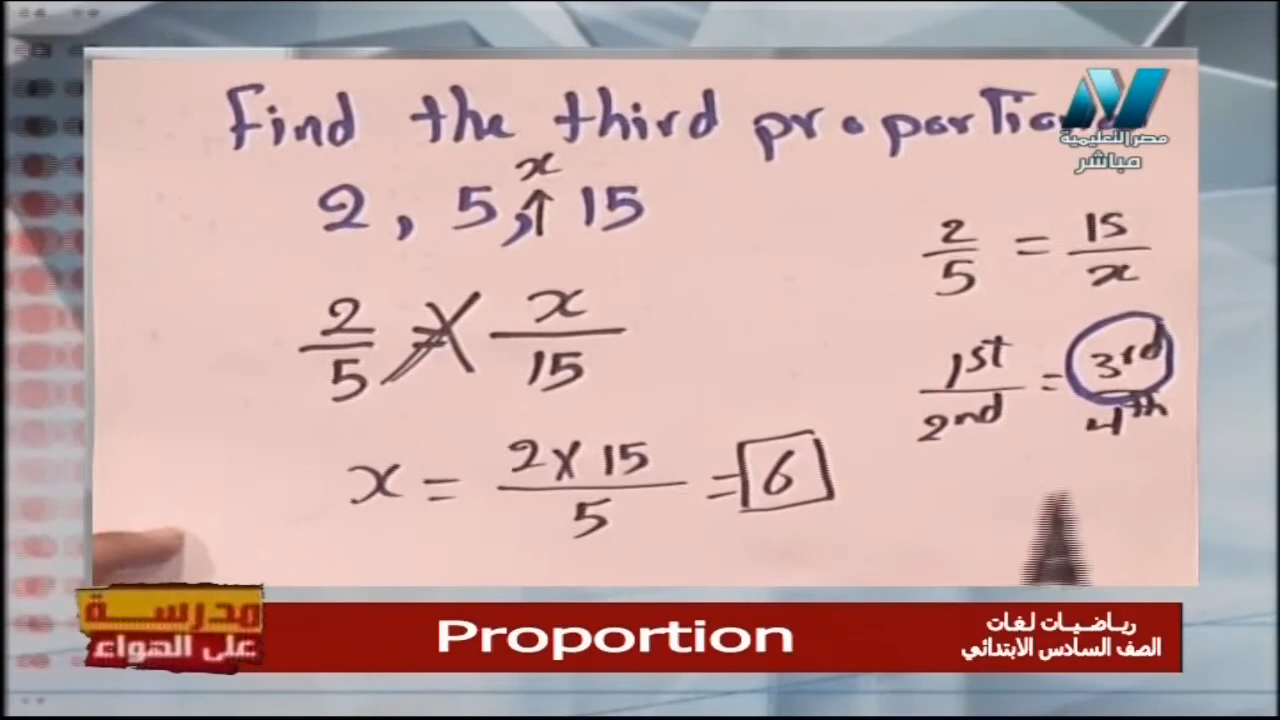 Find the third proportion
مصر التعليمية
مباشر
x
2 , 5 , ↑ 15
2/5 = x/15
x = 2 × 15 / 5 = 6
2/5 = 15/x
1st/2nd = 3rd/4th
مدرسة
على الهواء
Proportion
رياضيات لغات
الصف السادس الابتدائي